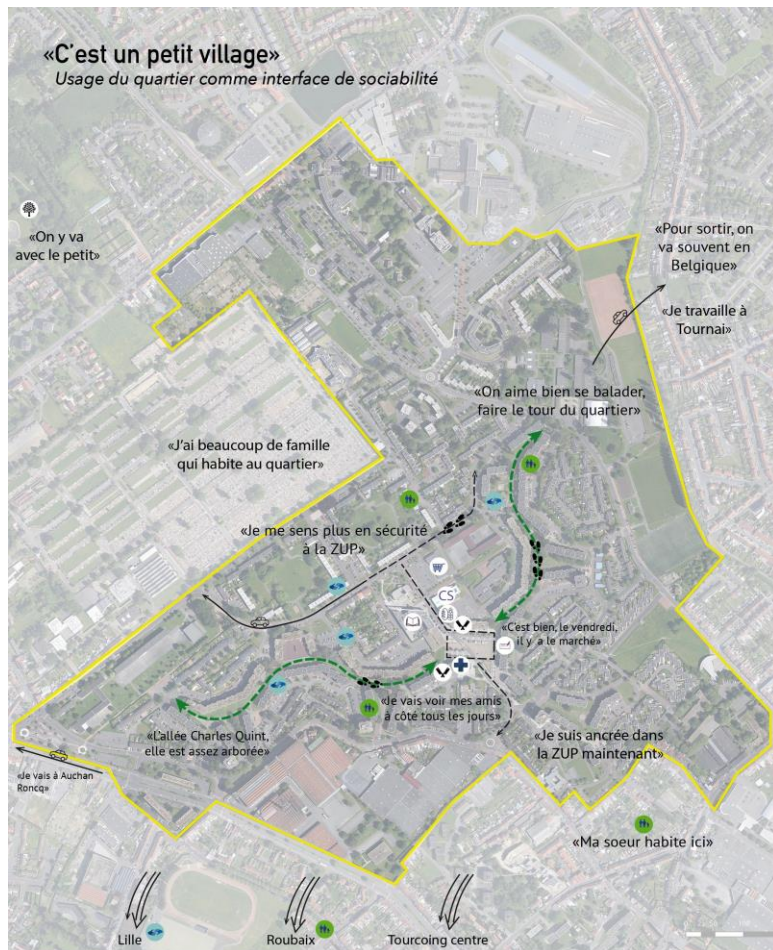 «C'est un petit village»
Usage du quartier comme interface de sociabilité
«On y va
avec le petit»
«Pour sortir, on
va souvent en
Belgique»
«Je travaille à
Tournai»
«On aime bien se balader,
faire le tour du quartier»
«J'ai beaucoup de famille
qui habite au quartier»
«Je me sens plus en sécurité
à la ZUP»
W
CS
«C'est bien, le vendredi,
il y a le marché»
«Je vais voir mes amis
à côté tous les jours»
«L'allée Charles Quint,
elle est assez arborée»
«Je suis ancrée dans
la ZUP maintenant»
«Je vais à Auchan
Roncq»
«Ma soeur habite ici»
Lille
Roubaix
Tourcoing centre